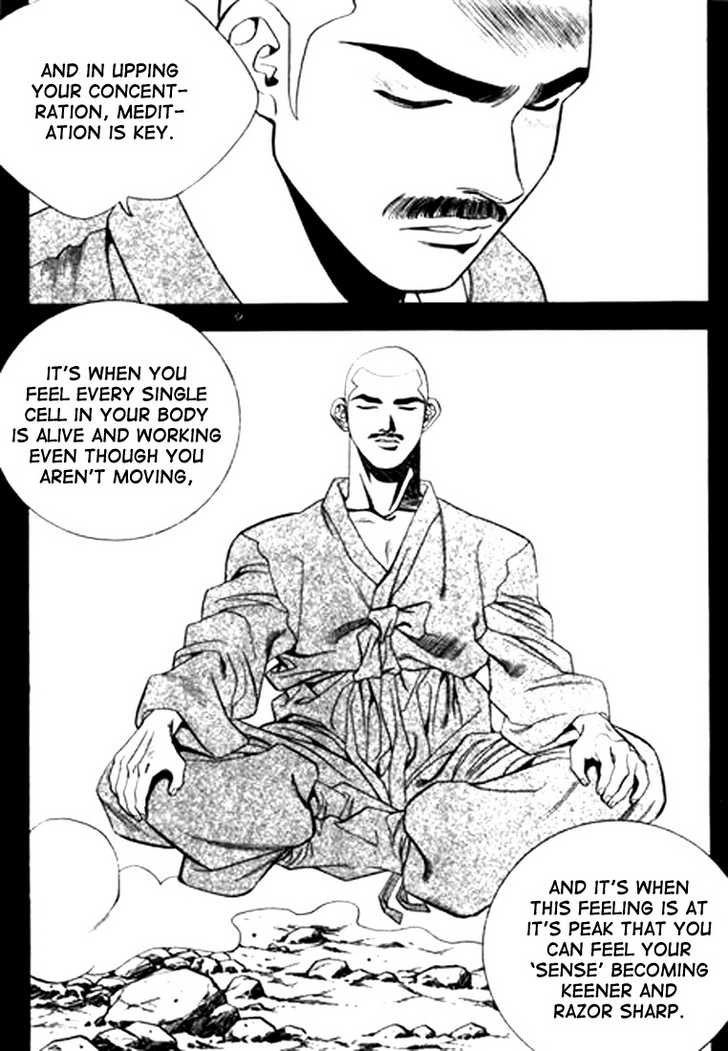 AND IN UPPING
YOUR CONCENT-
RATION, MEDIT-
ATION IS KEY.
IT'S WHEN YOU
FEEL EVERY SINGLE
CELL IN YOUR BODY
IS ALIVE AND WORKING
EVEN THOUGH YOU
AREN'T MOVING,
AND IT'S WHEN
THIS FEELING IS AT
IT'S PEAK THAT YOU
CAN FEEL YOUR
'SENSE' BECOMING
KEENER AND
RAZOR SHARP.